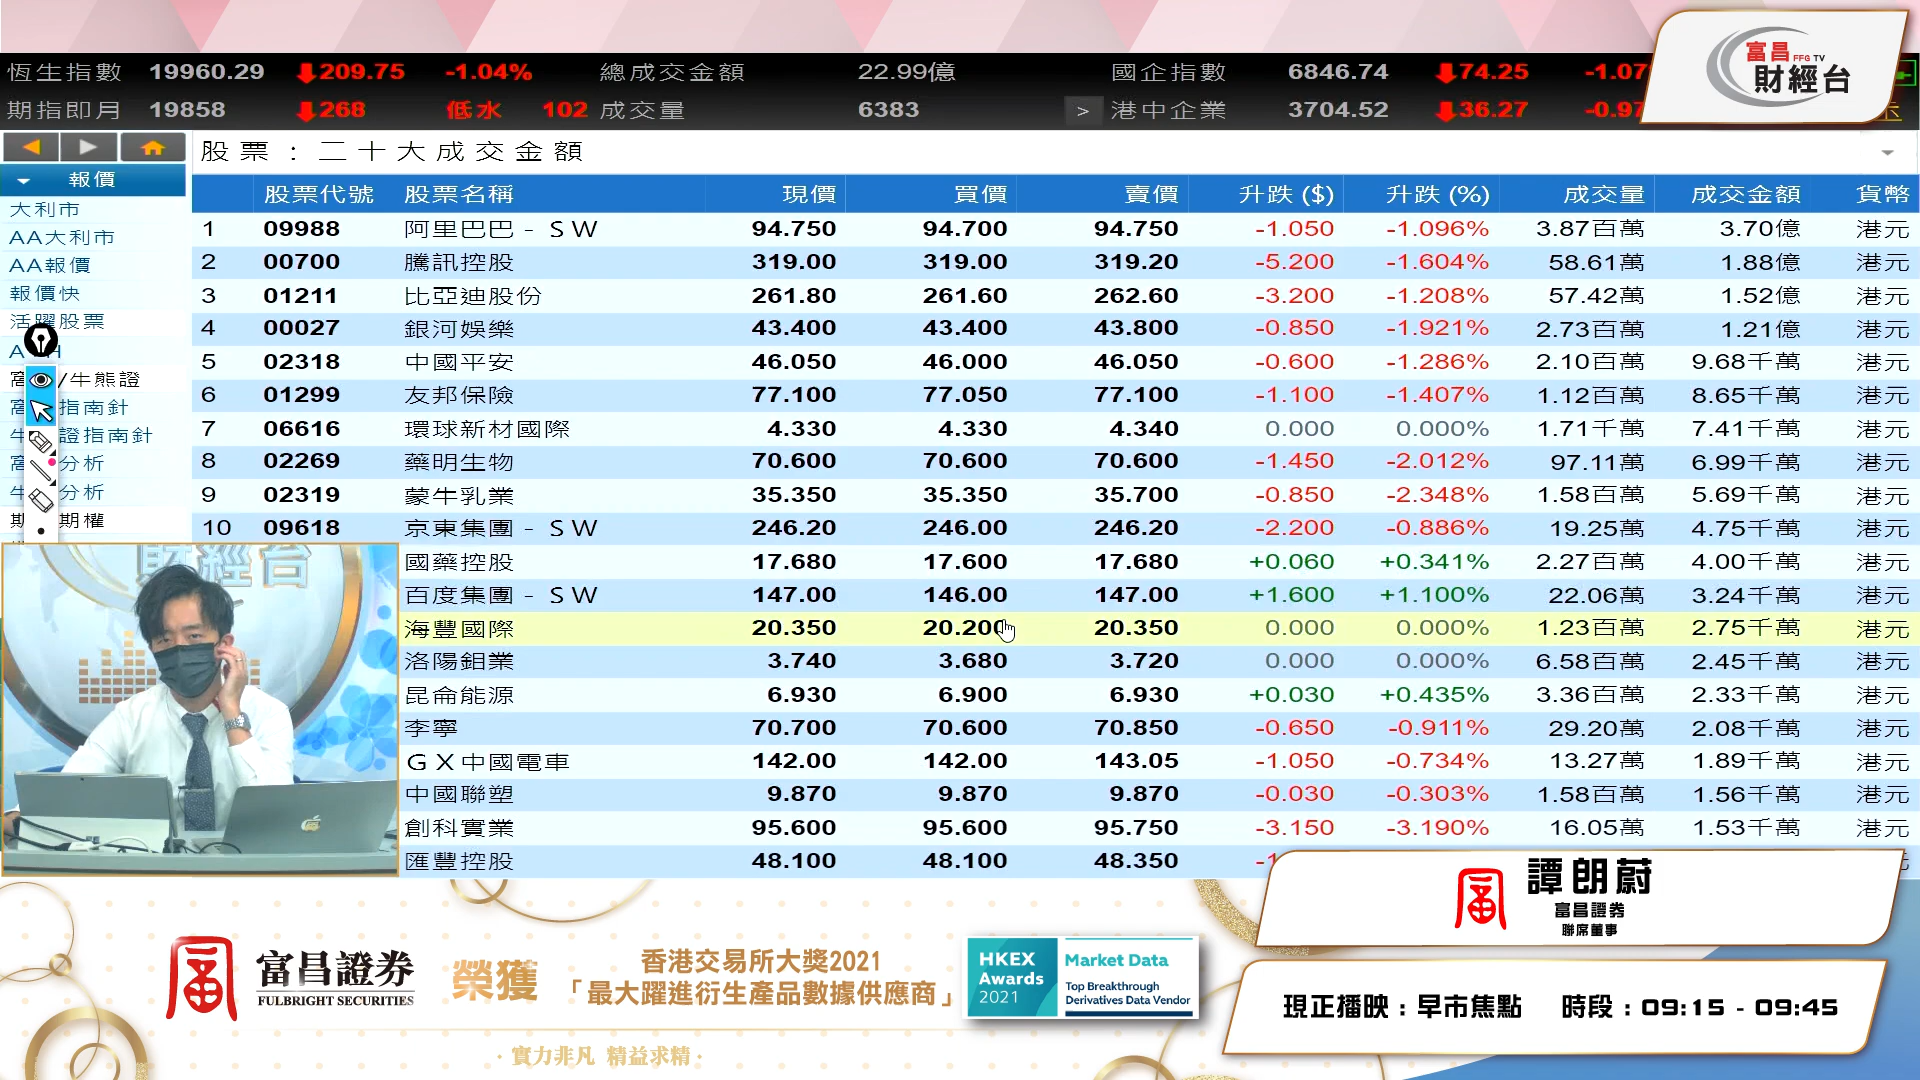 恆生指數 19960.29 209.75 -1.04% 總成交金額 22.99億 國企指數 6846.74 74.25 -1.07
期指即月 19858 268 低水 102 成交量 6383 > 港中企業 3704.52 36.27 -0.97
富昌 FFG TV
財經台
股票：二十大成交金額
報價
大利市
AA大利市
AA報價
報價快
活躍股票
/牛熊證
指南針
證指南針
分析
分析
期權
股票代號 股票名稱 現價 買價 賣價 升跌 ($) 升跌 (%) 成交量 成交金額 貨幣
1 09988 阿里巴巴－ＳＷ 94.750 94.700 94.750 -1.050 -1.096% 3.87百萬 3.70億 港元
2 00700 騰訊控股 319.00 319.00 319.20 -5.200 -1.604% 58.61萬 1.88億 港元
3 01211 比亞迪股份 261.80 261.60 262.60 -3.200 -1.208% 57.42萬 1.52億 港元
4 00027 銀河娛樂 43.400 43.400 43.800 -0.850 -1.921% 2.73百萬 1.21億 港元
5 02318 中國平安 46.050 46.000 46.050 -0.600 -1.286% 2.10百萬 9.68千萬 港元
6 01299 友邦保險 77.100 77.050 77.100 -1.100 -1.407% 1.12百萬 8.65千萬 港元
7 06616 環球新材國際 4.330 4.330 4.340 0.000 0.000% 1.71千萬 7.41千萬 港元
8 02269 藥明生物 70.600 70.600 70.600 -1.450 -2.012% 97.11萬 6.99千萬 港元
9 02319 蒙牛乳業 35.350 35.350 35.700 -0.850 -2.348% 1.58百萬 5.69千萬 港元
10 09618 京東集團－ＳＷ 246.20 246.00 246.20 -2.200 -0.886% 19.25萬 4.75千萬 港元
國藥控股 17.680 17.600 17.680 +0.060 +0.341% 2.27百萬 4.00千萬 港元
百度集團－ＳＷ 147.00 146.00 147.00 +1.600 +1.100% 22.06萬 3.24千萬 港元
海豐國際 20.350 20.200 20.350 0.000 0.000% 1.23百萬 2.75千萬 港元
洛陽鉬業 3.740 3.680 3.720 0.000 0.000% 6.58百萬 2.45千萬 港元
昆侖能源 6.930 6.900 6.930 +0.030 +0.435% 3.36百萬 2.33千萬 港元
李寧 70.700 70.600 70.850 -0.650 -0.911% 29.20萬 2.08千萬 港元
ＧＸ中國電車 142.00 142.00 143.05 -1.050 -0.734% 13.27萬 1.89千萬 港元
中國聯塑 9.870 9.870 9.870 -0.030 -0.303% 1.58百萬 1.56千萬 港元
創科實業 95.600 95.600 95.750 -3.150 -3.190% 16.05萬 1.53千萬 港元
匯豐控股 48.100 48.100 48.350 -1
財經台
譚朗蔚
富昌證券
聯席董事
富昌證券
FULBRIGHT SECURITIES
榮獲
香港交易所大獎2021
「最大躍進衍生產品數據供應商」
HKEX
Awards
2021
Market Data
Top Breakthrough
Derivatives Data Vendor
·實力非凡 精益求精·
現正播映：早市焦點 時段：09:15 - 09:45